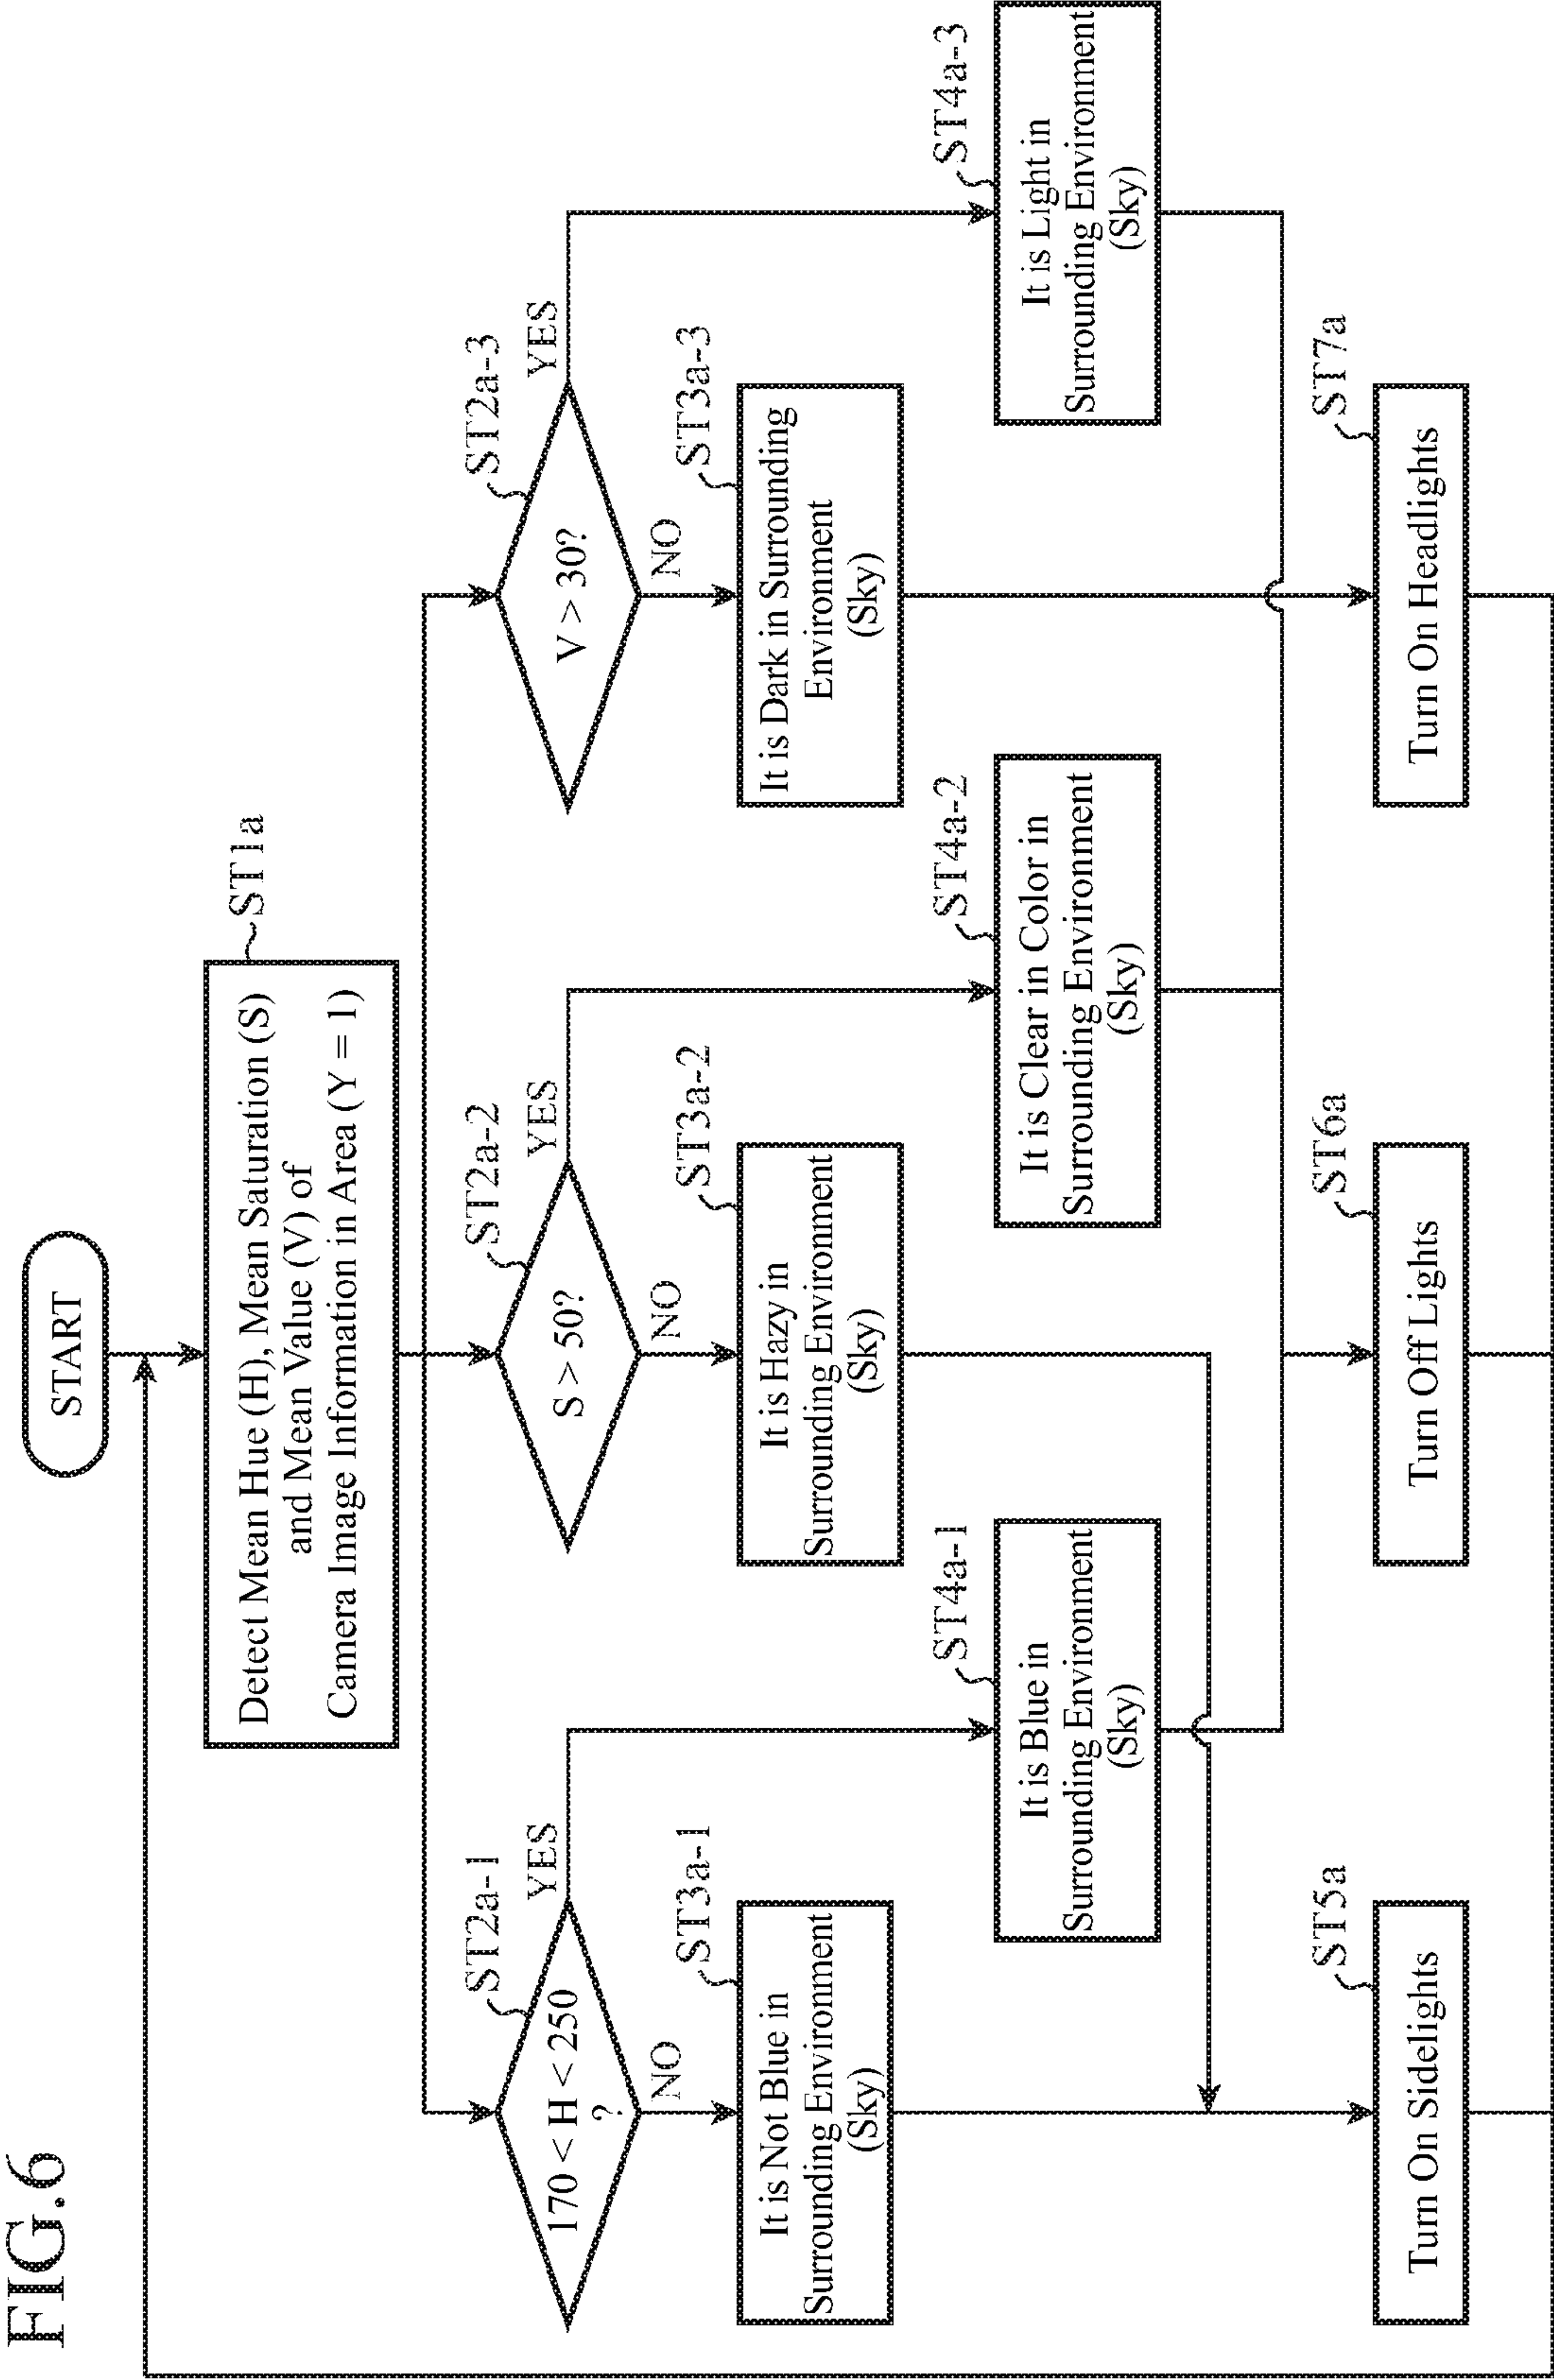 FIG.6
START
ST1a
Detect Mean Hue (H), Mean Saturation (S)
and Mean Value (V) of
Camera Image Information in Area (Y = 1)
ST2a-1
170 < H < 250
?
YES
NO
ST2a-2
S > 50?
YES
NO
ST2a-3
V > 30?
YES
NO
ST3a-1
It is Not Blue in
Surrounding Environment
(Sky)
ST3a-2
It is Hazy in
Surrounding Environment
(Sky)
ST3a-3
It is Dark in Surrounding
Environment
(Sky)
ST4a-1
It is Blue in
Surrounding Environment
(Sky)
ST4a-2
It is Clear in Color in
Surrounding Environment
(Sky)
ST4a-3
It is Light in
Surrounding Environment
(Sky)
ST5a
Turn On Sidelights
ST6a
Turn Off Lights
ST7a
Turn On Headlights